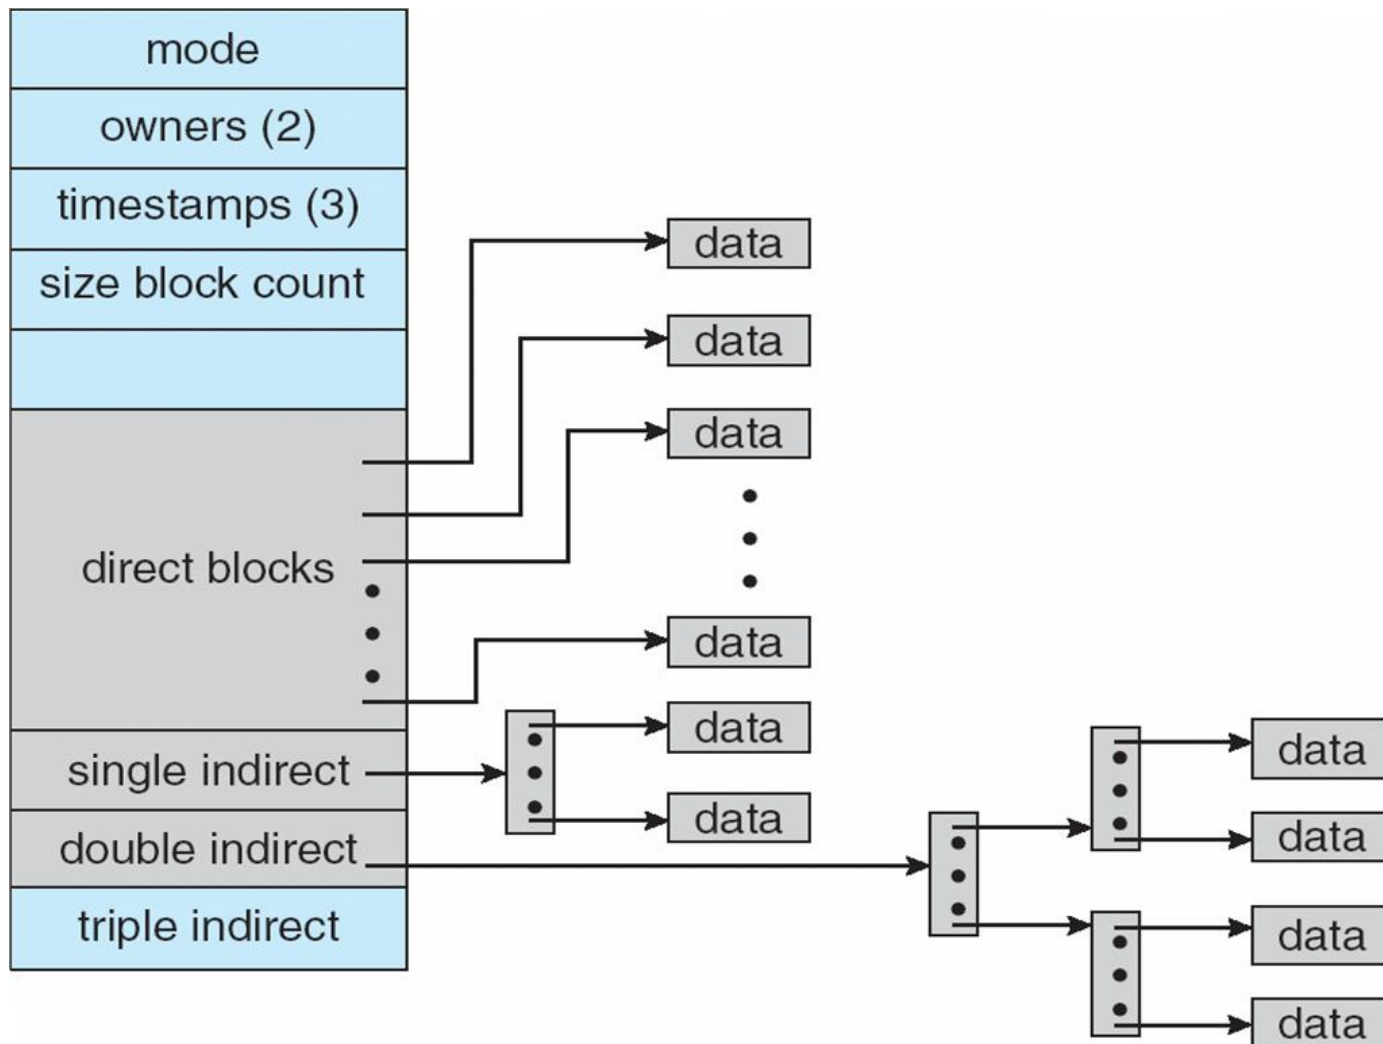 mode
owners (2)
timestamps (3)
size block count
direct blocks
single indirect
double indirect
triple indirect
data
data
data
data
data
data
data
data
data
data